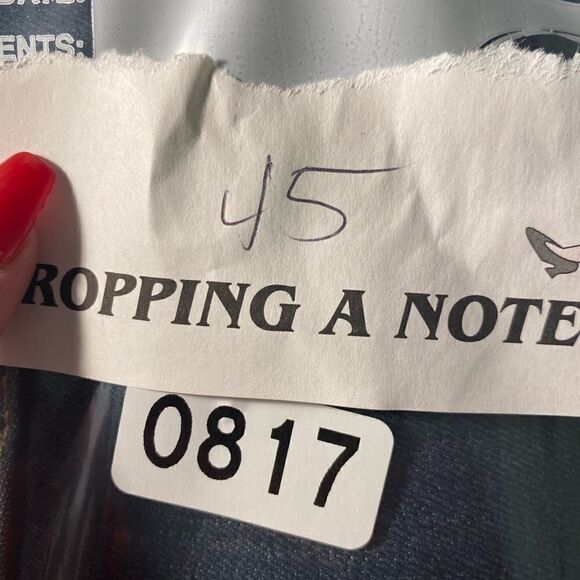 ENTS:
45
ROPPING A NOTE
0817